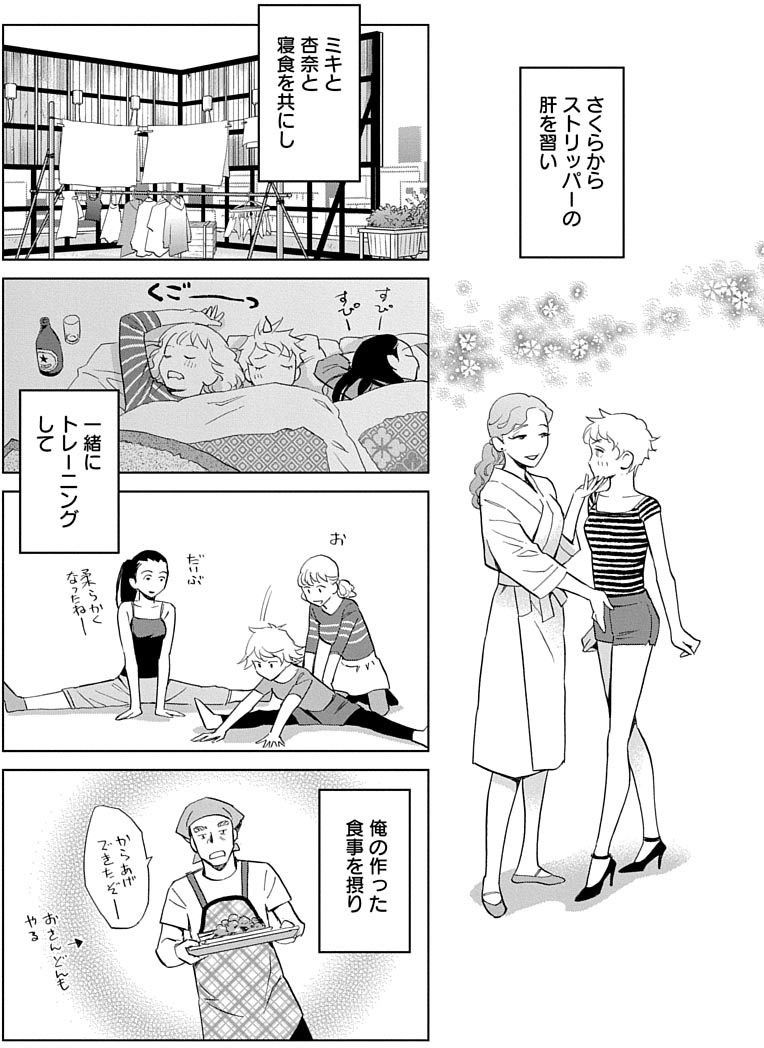 さくらから
ストリッパーの
肝を習い
ミキと
杏奈と
寝食を共にし
くごーーっ
すぴー
すぴー
一緒に
トレーニング
して
お
だいぶ
柔らかく
なったねー
俺の作った
食事を摂り
からあげ
できたぞー
おさんどんも
やる